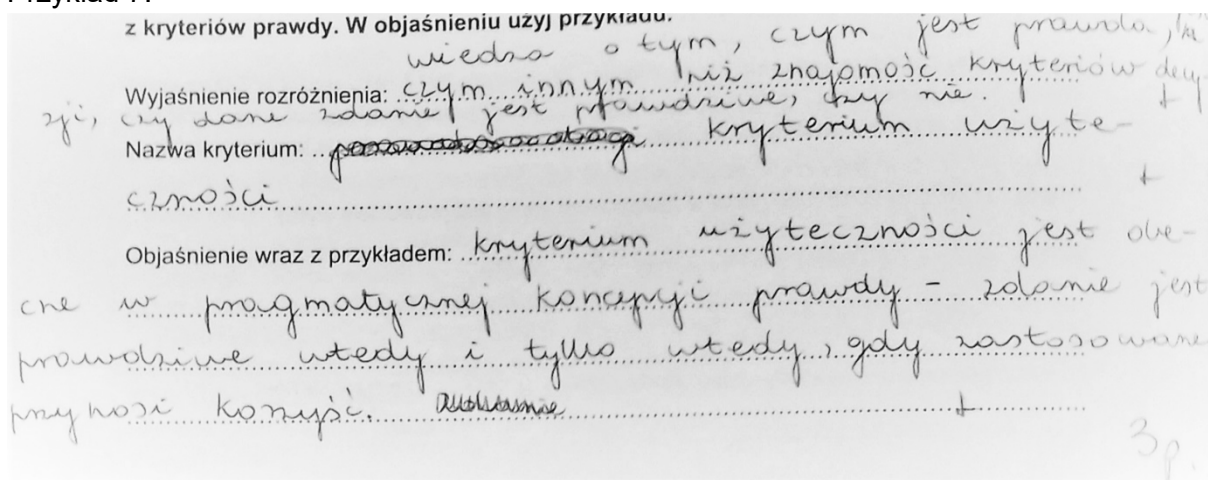 z kryteriów prawdy. W objaśnieniu użyj przykładu.
wiedza o tym, czym jest prawda,
Wyjaśnienie rozróżnienia: czym innym niż znajomość kryteriów decy-
zji, czy dane zdanie jest prawdziwe, czy nie. +
Nazwa kryterium: kryterium użyte-
czności +
Objaśnienie wraz z przykładem: kryterium użyteczności jest obe-
cne w pragmatycznej koncepcji prawdy - zdanie jest
prawdziwe wtedy i tylko wtedy, gdy zastosowane
przynosi korzyść. +
3p.